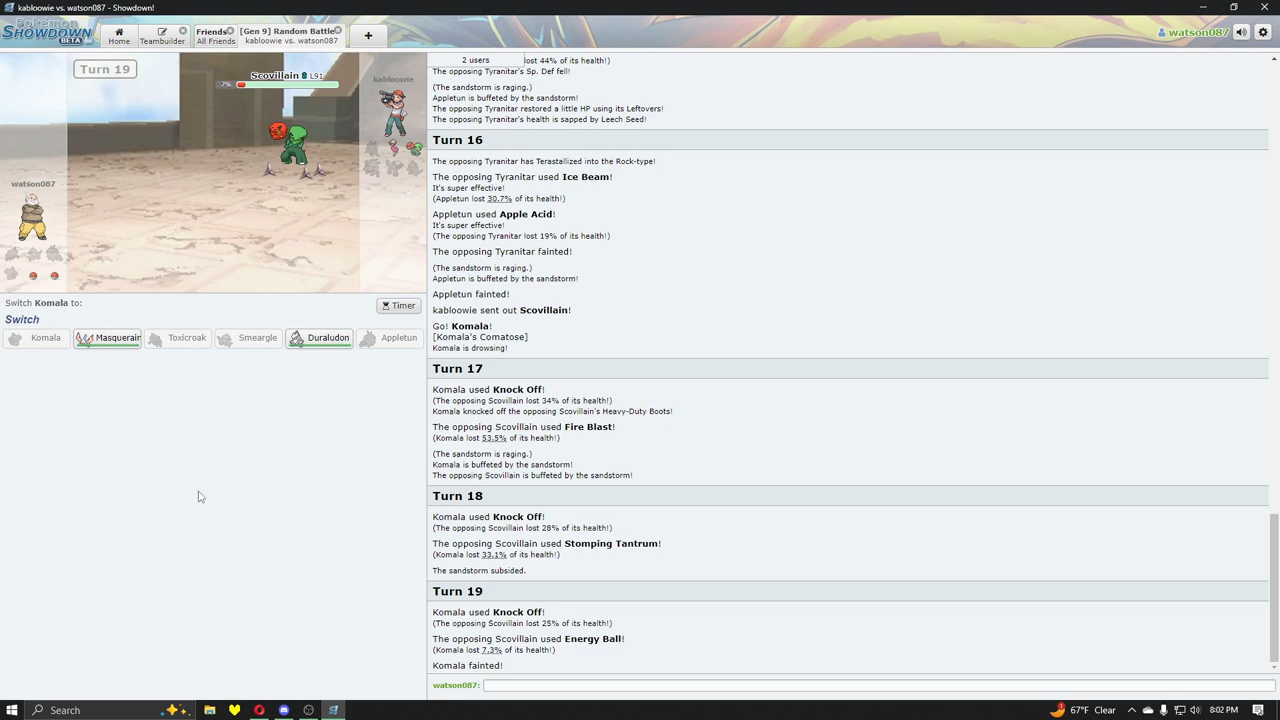 kabloowie vs. watson087 - Showdown!
Pokémon
SHOWDOWN
BETA
Home
Teambuilder
Friends
All Friends
[Gen 9] Random Battle
kabloowie vs. watson087
+
watson087
Turn 19
Scovillain L91
7%
kabloowie
watson087
Switch Komala to:
Timer
Switch
Komala
Masquerain
Toxicroak
Smeargle
Duraludon
Appletun
2 users
lost 44% of its health!)
The opposing Tyranitar's Sp. Def fell!
(The sandstorm is raging.)
Appletun is buffeted by the sandstorm!
The opposing Tyranitar restored a little HP using its Leftovers!
The opposing Tyranitar's health is sapped by Leech Seed!
Turn 16
The opposing Tyranitar has Terastallized into the Rock-type!
The opposing Tyranitar used Ice Beam!
It's super effective!
(Appletun lost 30.7% of its health!)
Appletun used Apple Acid!
It's super effective!
(The opposing Tyranitar lost 19% of its health!)
The opposing Tyranitar fainted!
(The sandstorm is raging.)
Appletun is buffeted by the sandstorm!
Appletun fainted!
kabloowie sent out Scovillain!
Go! Komala!
[Komala's Comatose]
Komala is drowsing!
Turn 17
Komala used Knock Off!
(The opposing Scovillain lost 34% of its health!)
Komala knocked off the opposing Scovillain's Heavy-Duty Boots!
The opposing Scovillain used Fire Blast!
(Komala lost 53.5% of its health!)
(The sandstorm is raging.)
Komala is buffeted by the sandstorm!
The opposing Scovillain is buffeted by the sandstorm!
Turn 18
Komala used Knock Off!
(The opposing Scovillain lost 28% of its health!)
The opposing Scovillain used Stomping Tantrum!
(Komala lost 33.1% of its health!)
The sandstorm subsided.
Turn 19
Komala used Knock Off!
(The opposing Scovillain lost 25% of its health!)
The opposing Scovillain used Energy Ball!
(Komala lost 7.3% of its health!)
Komala fainted!
watson087:
Search
1
67°F Clear
8:02 PM